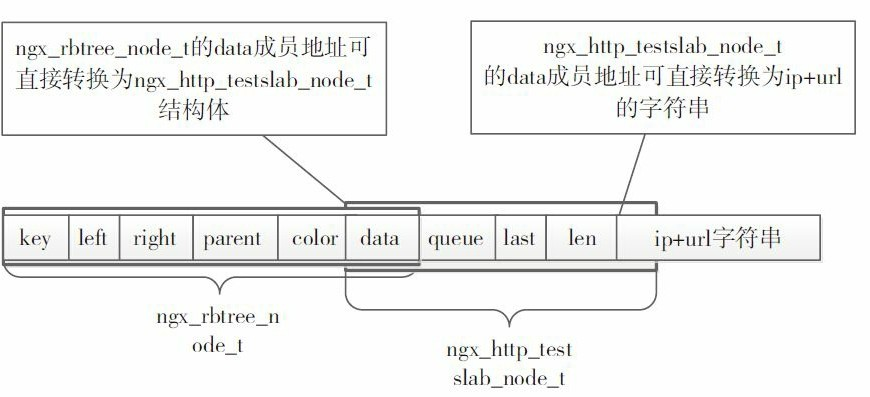 ngx_rbtree_node_t的data成员地址可
直接转换为ngx_http_testslab_node_t
结构体
ngx_http_testslab_node_t
的data成员地址可直接转换为ip+url
的字符串
key left right parent color data queue last len ip+url字符串
ngx_rbtree_n
ode_t
ngx_http_test
slab_node_t